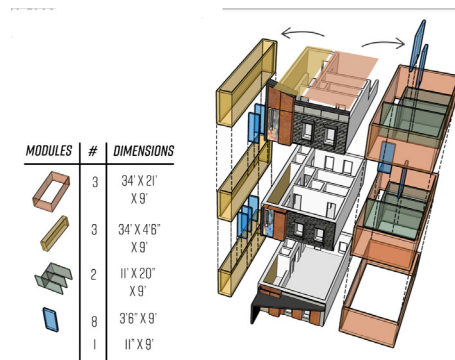 MODULES # DIMENSIONS
3 34' X 21'
X 9'
3 34' X 4'6"
X 9'
2 11' X 20"
X 9'
8 3'6" X 9'
1 11" X 9'